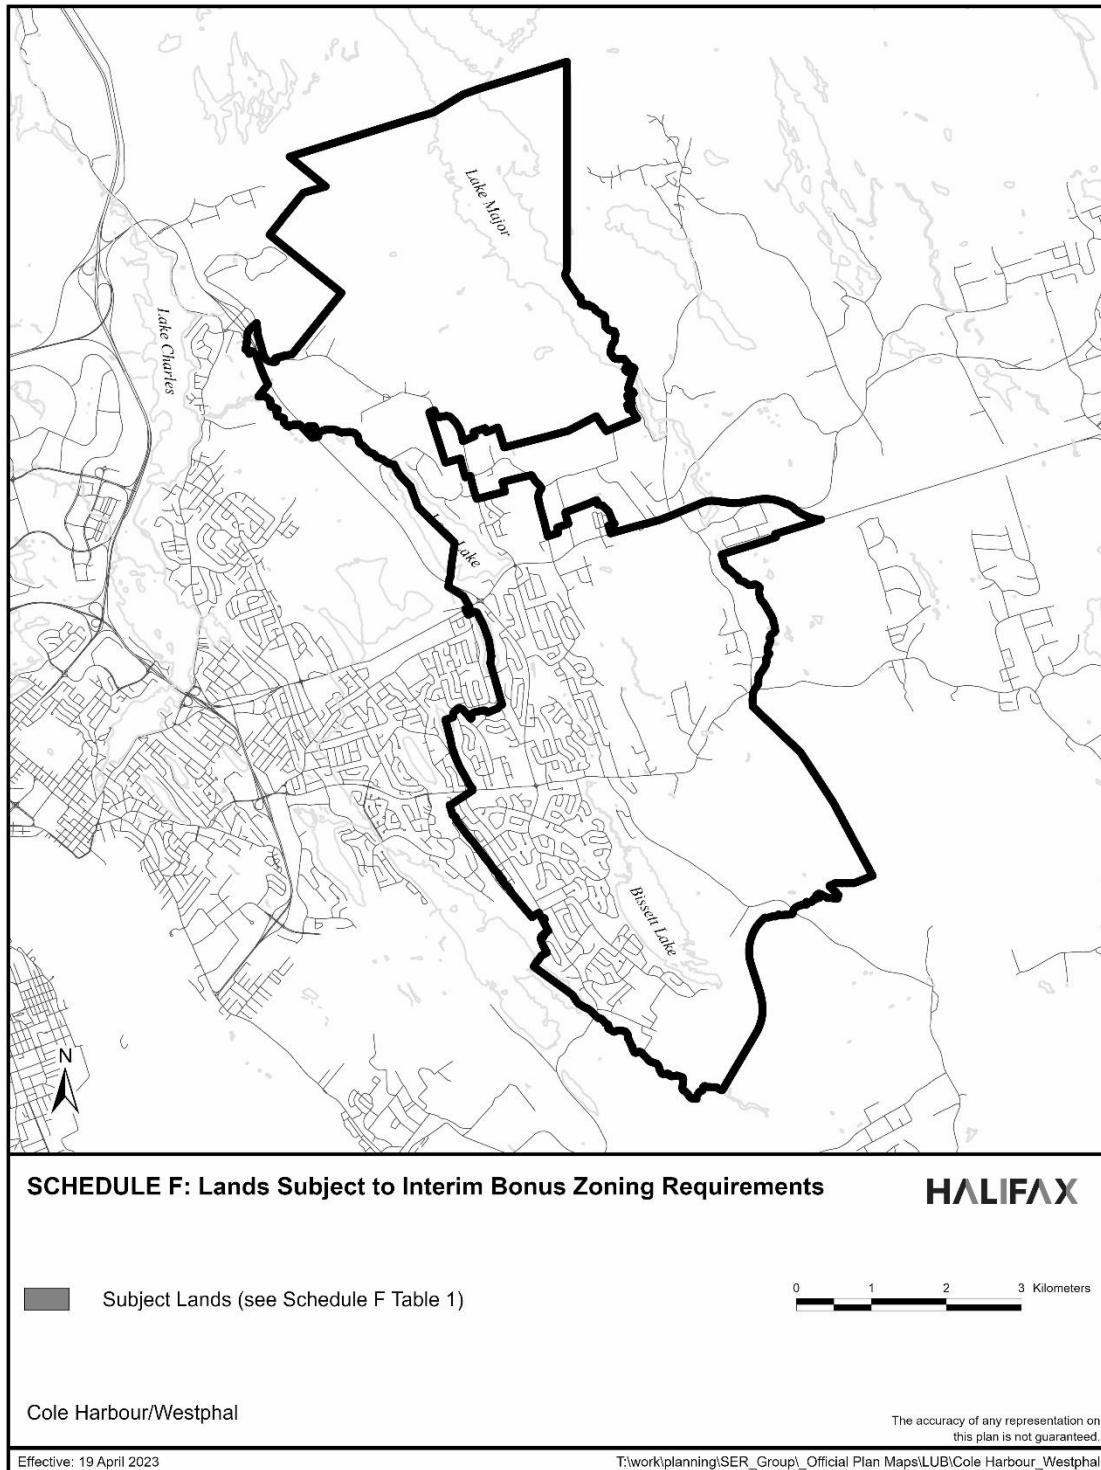 Lake Major
Lake Charles
Lake
Bissett Lake
N
SCHEDULE F: Lands Subject to Interim Bonus Zoning Requirements
HALIFAX
Subject Lands (see Schedule F Table 1)
0 1 2 3 Kilometers
Cole Harbour/Westphal
The accuracy of any representation on
this plan is not guaranteed.
Effective: 19 April 2023
T:\work\planning\SER_Group\_Official Plan Maps\LUB\Cole Harbour_Westphal